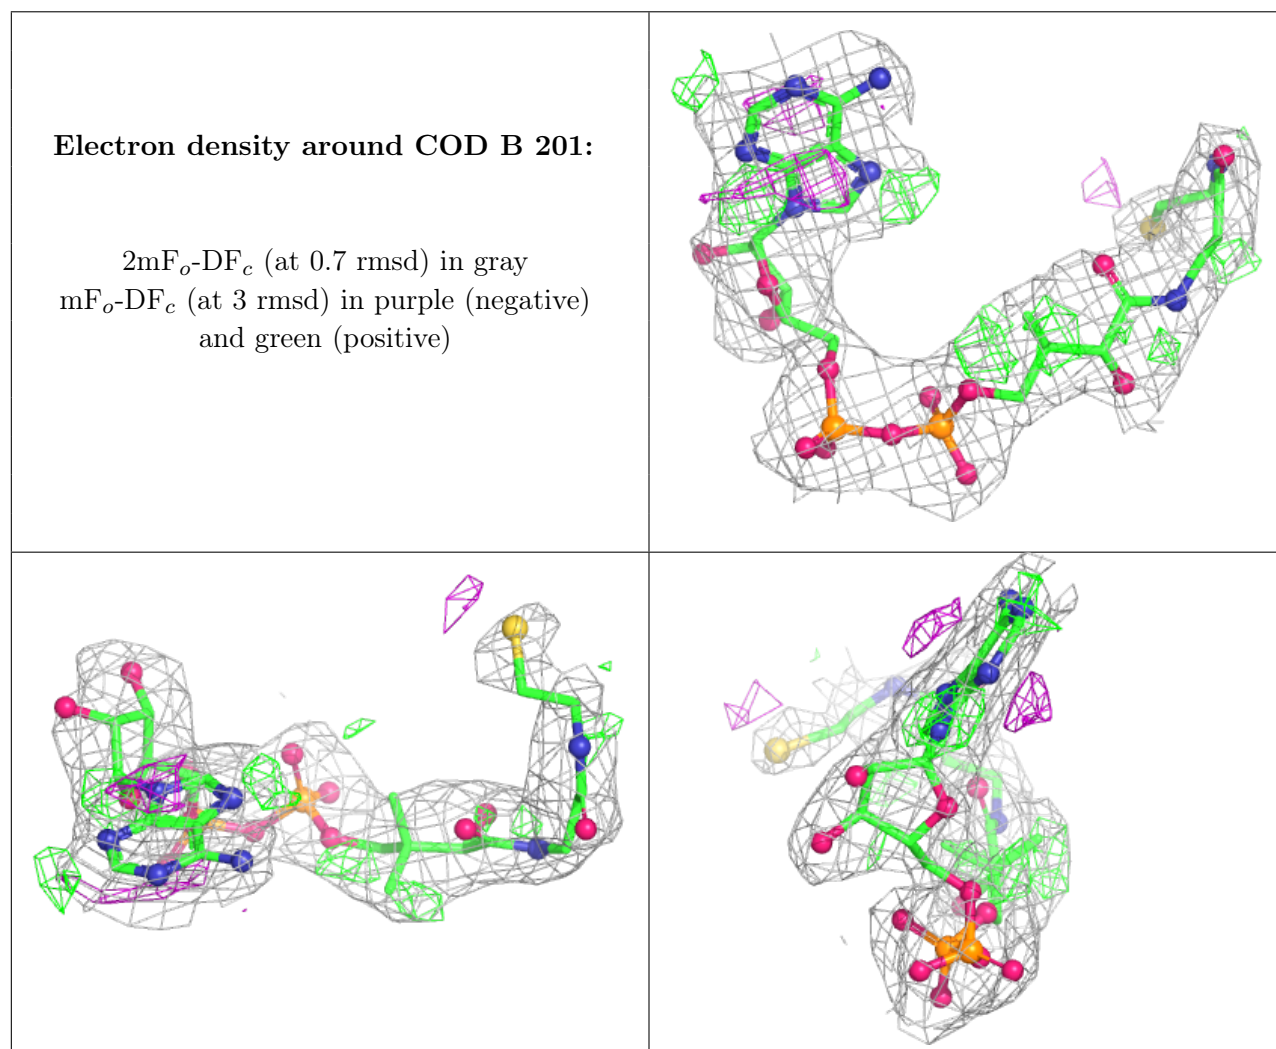 Electron density around COD B 201:
2mFₒ-DF𝒸 (at 0.7 rmsd) in gray
mFₒ-DF𝒸 (at 3 rmsd) in purple (negative)
and green (positive)